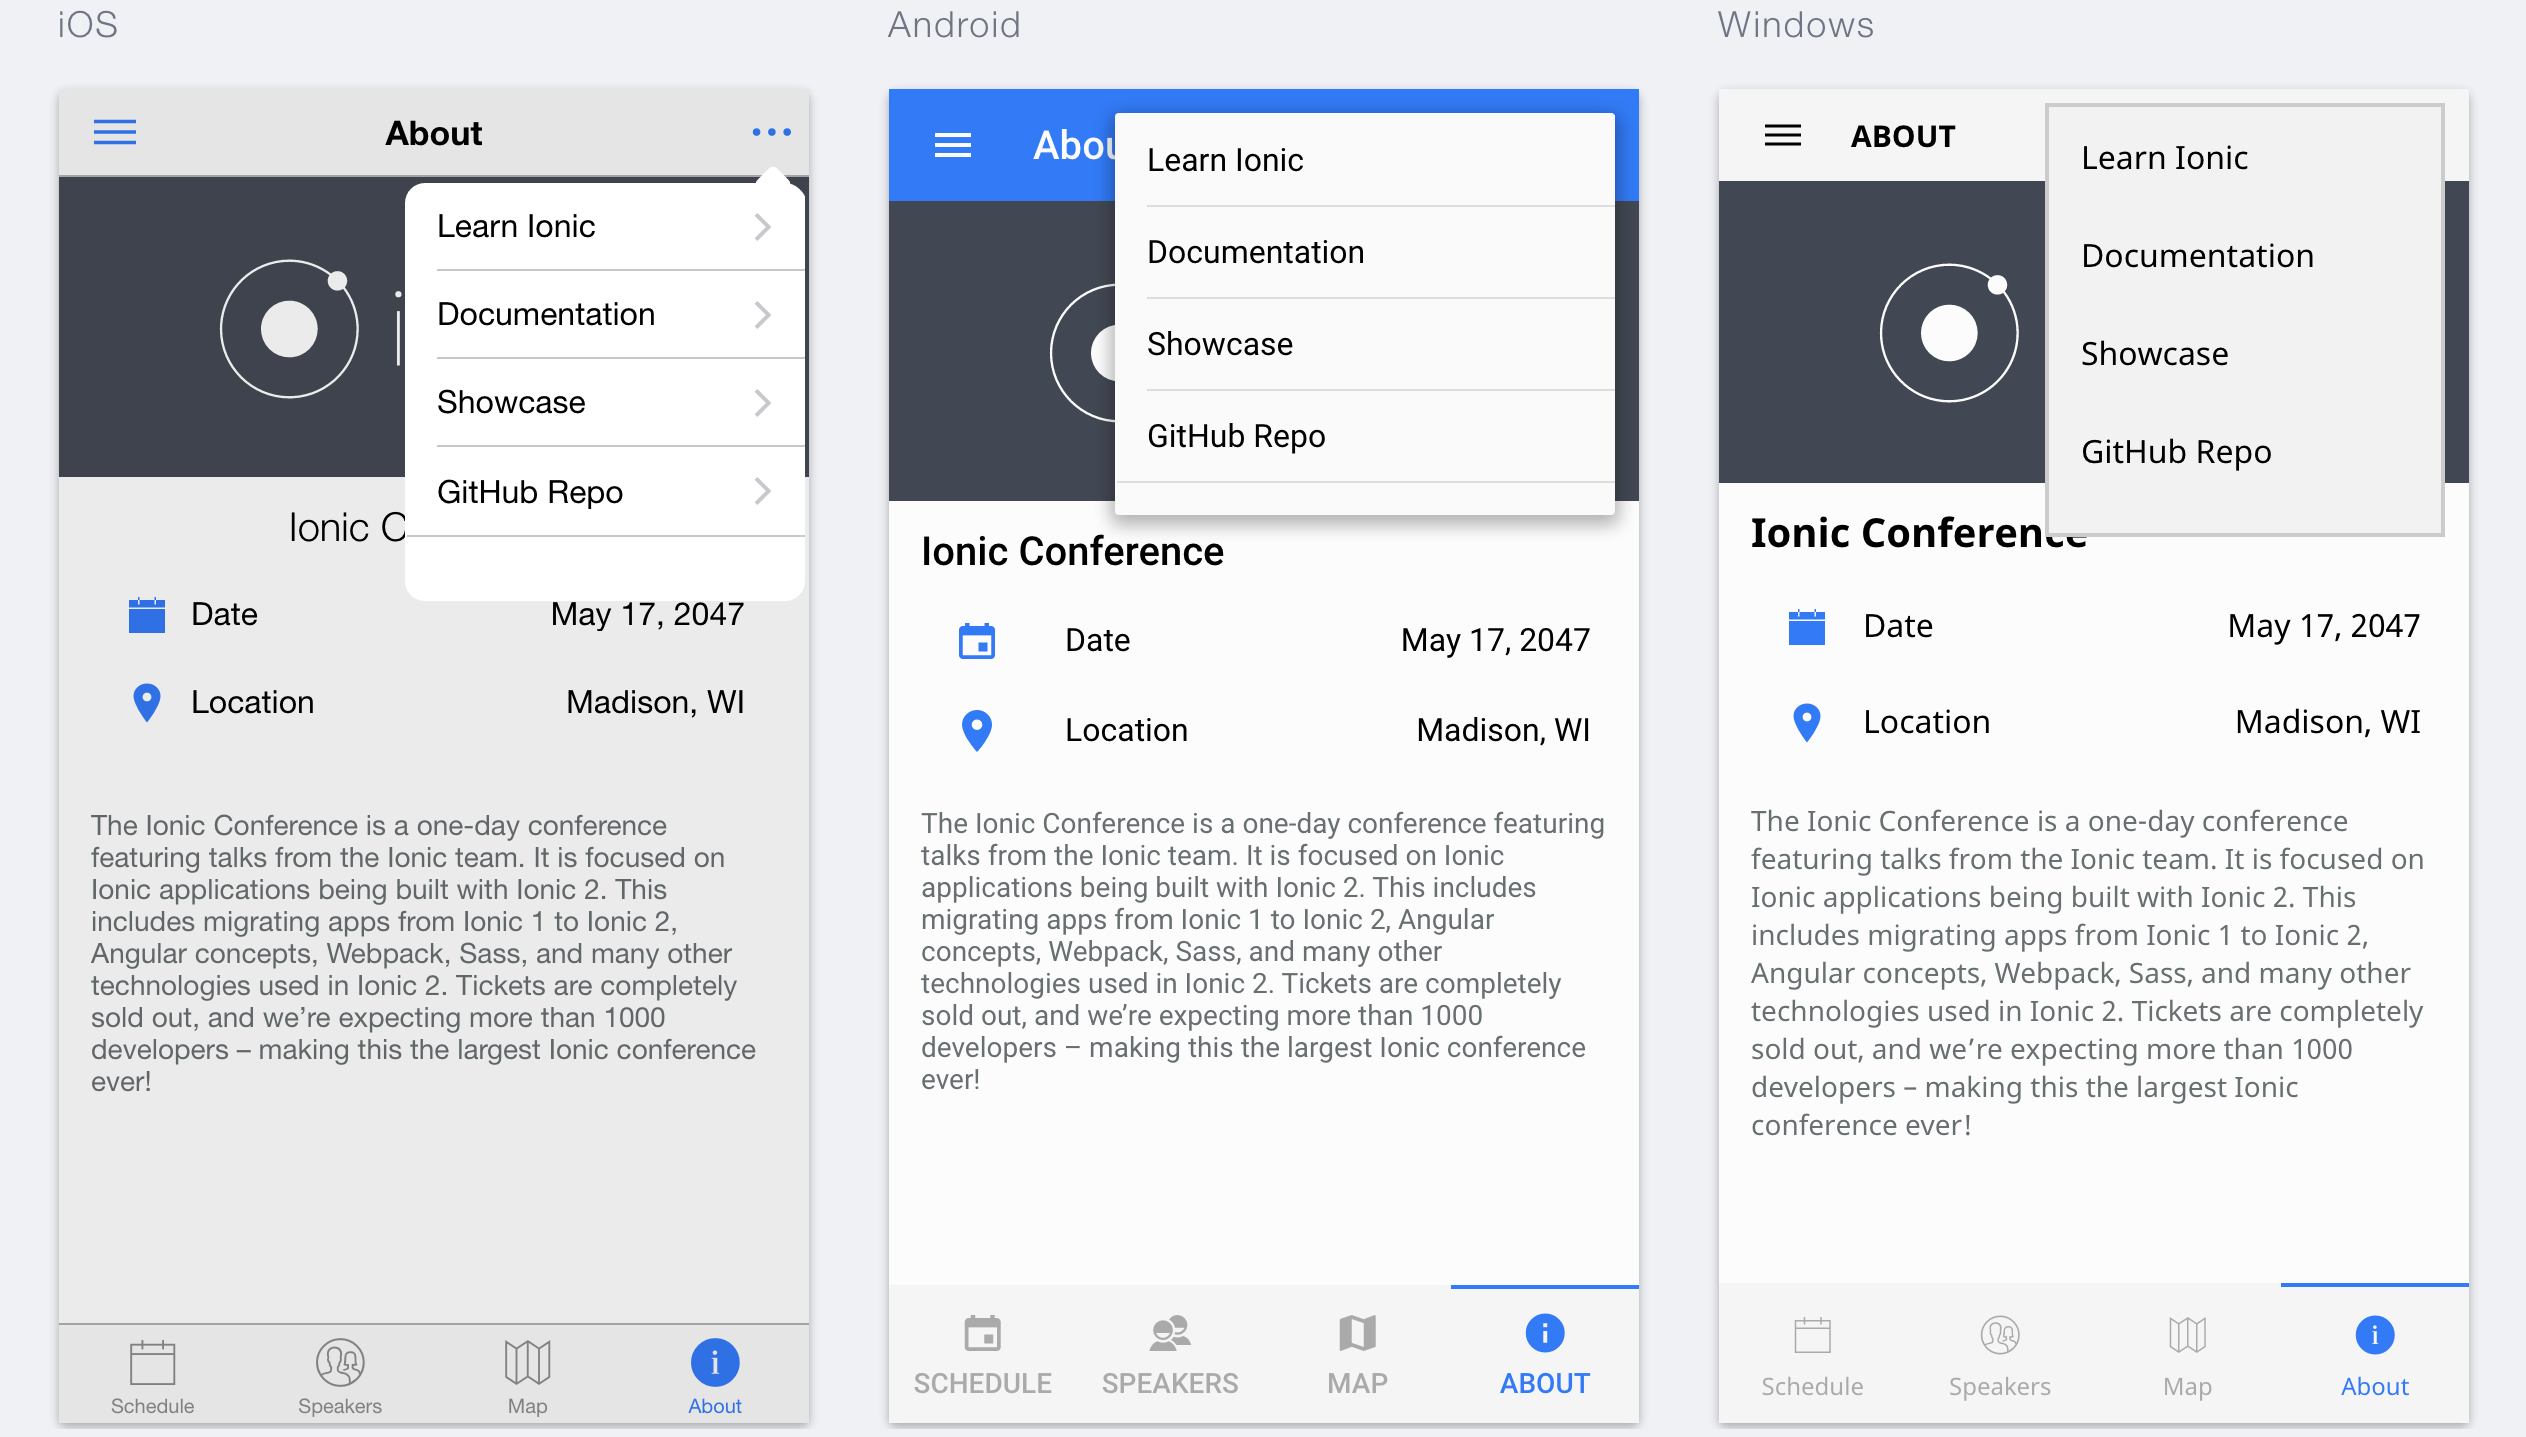 iOS
About
Learn Ionic
Documentation
Showcase
GitHub Repo
Ionic C
Date May 17, 2047
Location Madison, WI
The Ionic Conference is a one-day conference
featuring talks from the Ionic team. It is focused on
Ionic applications being built with Ionic 2. This
includes migrating apps from Ionic 1 to Ionic 2,
Angular concepts, Webpack, Sass, and many other
technologies used in Ionic 2. Tickets are completely
sold out, and we’re expecting more than 1000
developers – making this the largest Ionic conference
ever!
Schedule Speakers Map About
Android
Abou
Learn Ionic
Documentation
Showcase
GitHub Repo
Ionic Conference
Date May 17, 2047
Location Madison, WI
The Ionic Conference is a one-day conference featuring
talks from the Ionic team. It is focused on Ionic
applications being built with Ionic 2. This includes
migrating apps from Ionic 1 to Ionic 2, Angular
concepts, Webpack, Sass, and many other
technologies used in Ionic 2. Tickets are completely
sold out, and we’re expecting more than 1000
developers – making this the largest Ionic conference
ever!
SCHEDULE SPEAKERS MAP ABOUT
Windows
ABOUT
Learn Ionic
Documentation
Showcase
GitHub Repo
Ionic Conference
Date May 17, 2047
Location Madison, WI
The Ionic Conference is a one-day conference
featuring talks from the Ionic team. It is focused on
Ionic applications being built with Ionic 2. This
includes migrating apps from Ionic 1 to Ionic 2,
Angular concepts, Webpack, Sass, and many other
technologies used in Ionic 2. Tickets are completely
sold out, and we’re expecting more than 1000
developers – making this the largest Ionic
conference ever!
Schedule Speakers Map About